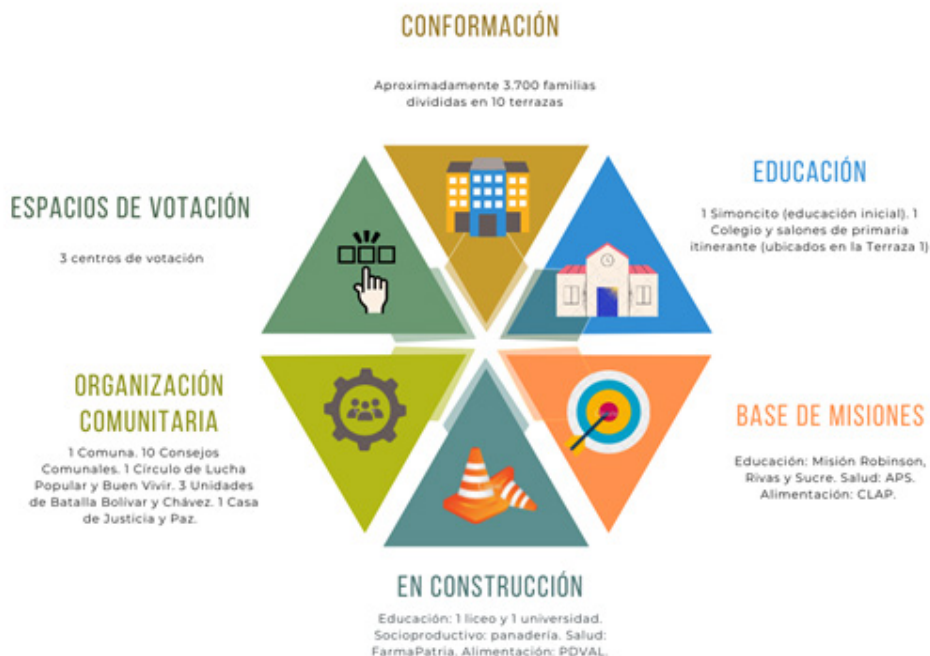 CONFORMACIÓN
Aproximadamente 3.700 familias
divididas en 10 terrazas
EDUCACIÓN
1 Simoncito (educación inicial). 1
Colegio y salones de primaria
itinerante (ubicados en la Terraza 1)
BASE DE MISIONES
Educación: Misión Robinson,
Rivas y Sucre. Salud: APS.
Alimentación: CLAP.
EN CONSTRUCCIÓN
Educación: 1 liceo y 1 universidad.
Socioproductivo: panadería. Salud:
FarmaPatria. Alimentación: PDVAL.
ORGANIZACIÓN
COMUNITARIA
1 Comuna. 10 Consejos
Comunales. 1 Círculo de Lucha
Popular y Buen Vivir. 3 Unidades
de Batalla Bolívar y Chávez. 1 Casa
de Justicia y Paz.
ESPACIOS DE VOTACIÓN
3 centros de votación